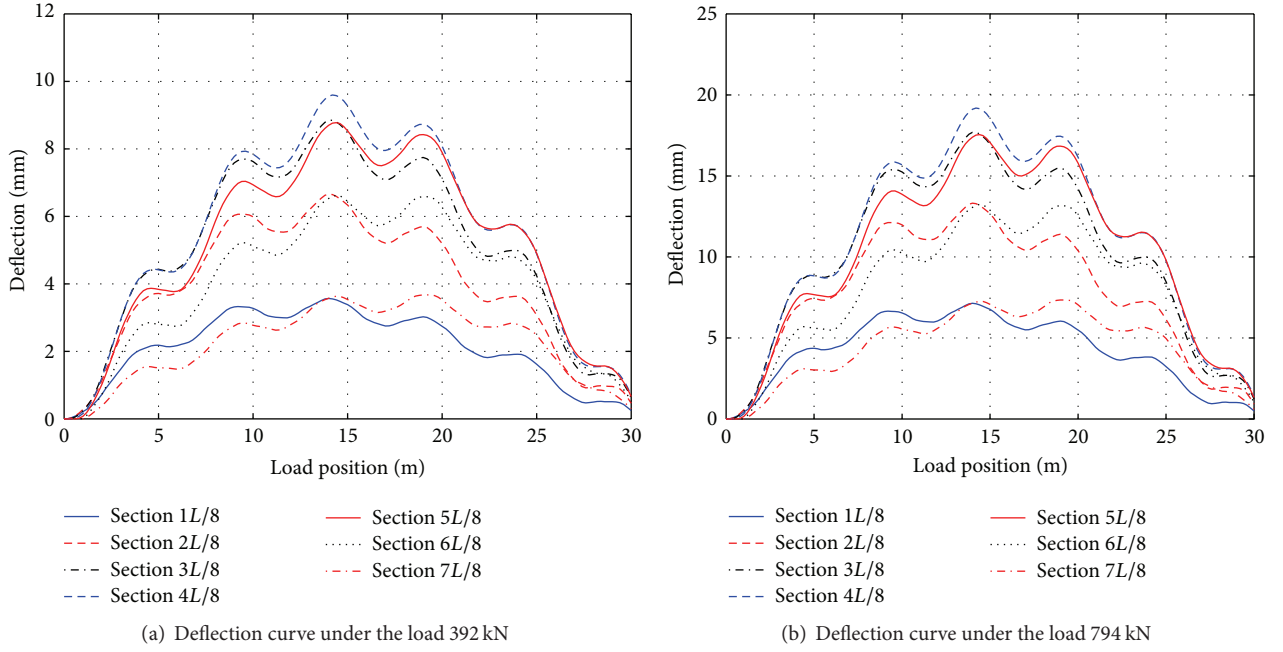 12
10
8
6
4
2
0
Deflection (mm)
0 5 10 15 20 25 30
Load position (m)
Section 1L/8
Section 2L/8
Section 3L/8
Section 4L/8
Section 5L/8
Section 6L/8
Section 7L/8
(a) Deflection curve under the load 392 kN
25
20
15
10
5
0
Deflection (mm)
0 5 10 15 20 25 30
Load position (m)
Section 1L/8
Section 2L/8
Section 3L/8
Section 4L/8
Section 5L/8
Section 6L/8
Section 7L/8
(b) Deflection curve under the load 794 kN